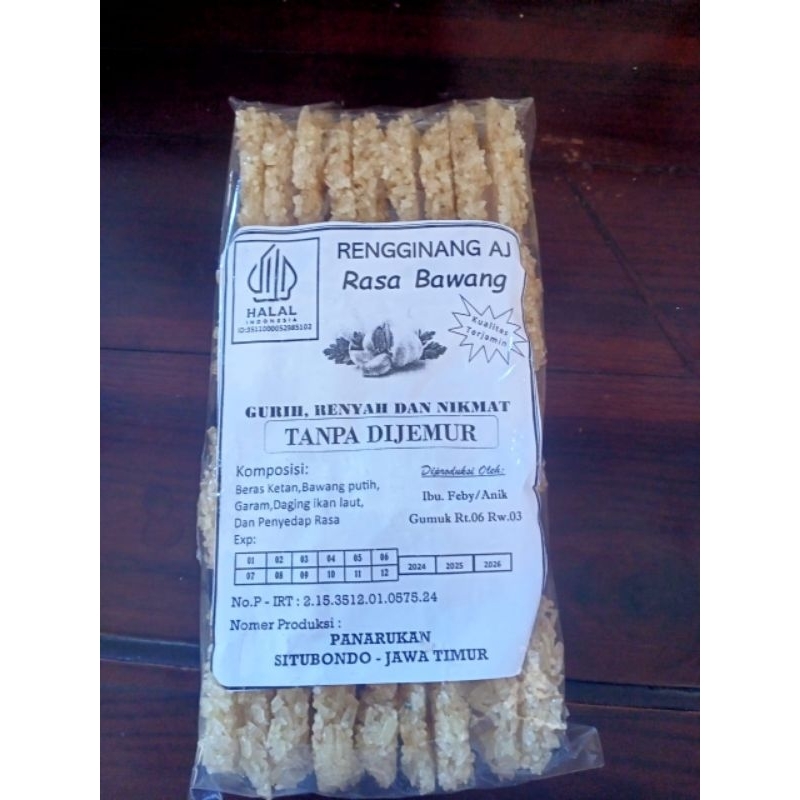 RENGGINANG AJ
Rasa Bawang
HALAL
INDONESIA
ID:3511000052985102
Kualitas
Terjamin
GURIH, RENYAH DAN NIKMAT
TANPA DIJEMUR
Komposisi:
Beras Ketan,Bawang putih,
Garam,Daging ikan laut,
Dan Penyedap Rasa
Diproduksi Oleh:
Ibu. Feby/Anik
Gumuk Rt.06 Rw.03
Exp:
01 02 03 04 05 06
07 08 09 10 11 12
2024 2025 2026
No.P - IRT : 2.15.3512.01.0575.24
Nomer Produksi :
PANARUKAN
SITUBONDO - JAWA TIMUR